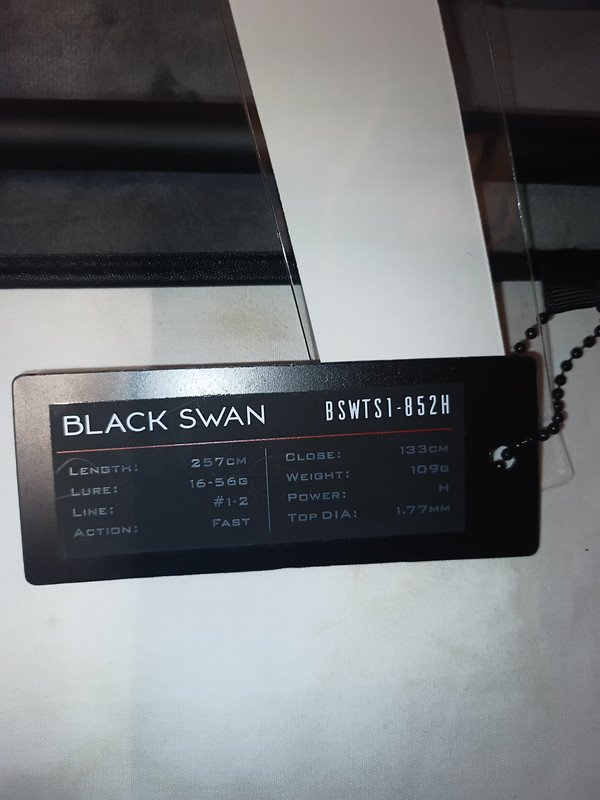 BLACK SWAN BSWTS1-852H
LENGTH: 257CM CLOSE: 133CM
LURE: 16-56G WEIGHT: 109G
LINE: #1-2 POWER: H
ACTION: FAST TOP DIA: 1.77MM